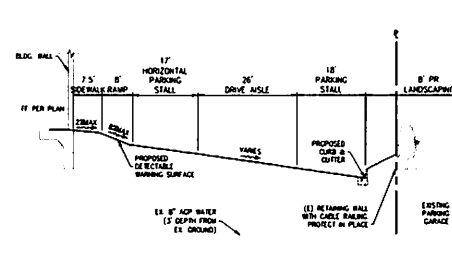 BLDG WALL
FF PER PLAN
7.5'
SIDEWALK
8'
RAMP
17'
HORIZONTAL
PARKING
STALL
26'
DRIVE AISLE
18'
PARKING
STALL
8' PR
LANDSCAPING
2%MAX
8%MAX
PROPOSED
DETECTABLE
WARNING SURFACE
VARIES
PROPOSED
CURB &
GUTTER
EX. 8" ACP WATER
(3' DEPTH FROM
EX. GROUND)
(E) RETAINING WALL
WITH CABLE RAILING
PROTECT IN PLACE
EXISTING
PARKING
GARAGE